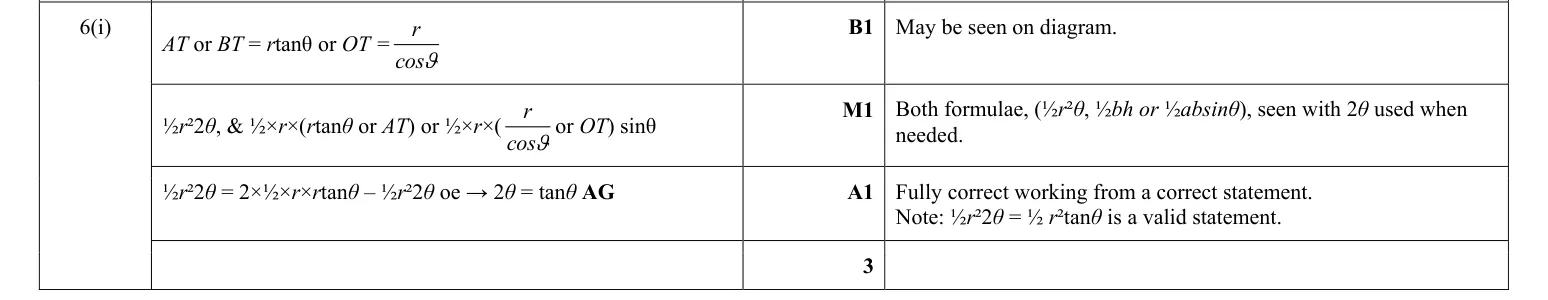 6(i)
AT or BT = rtanθ or OT = r/cosϑ
B1
May be seen on diagram.
½r²2θ, & ½×r×(rtanθ or AT) or ½×r×( r/cosϑ or OT) sinθ
M1
Both formulae, (½r²θ, ½bh or ½absinθ), seen with 2θ used when
needed.
½r²2θ = 2×½×r×rtanθ – ½r²2θ oe → 2θ = tanθ AG
A1
Fully correct working from a correct statement.
Note: ½r²2θ = ½ r²tanθ is a valid statement.
3